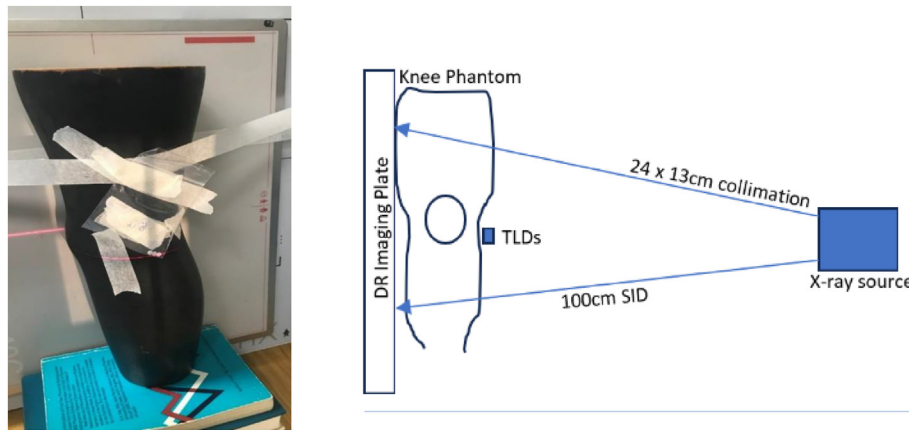 Knee Phantom
DR Imaging Plate
24 x 13cm collimation
TLDs
X-ray source
100cm SID